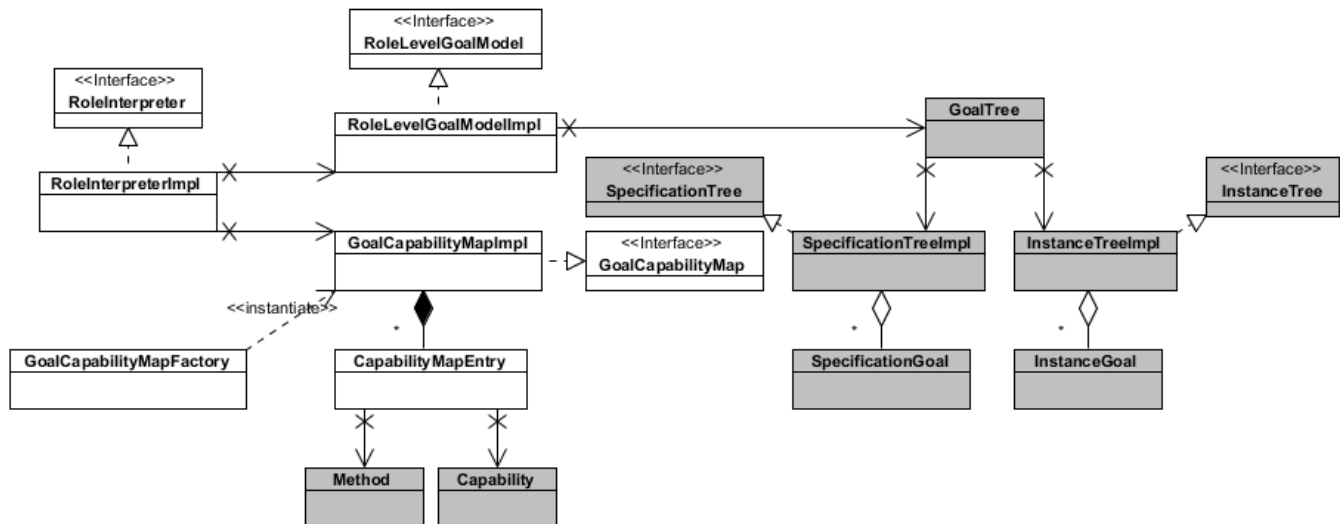 <<Interface>>
RoleLevelGoalModel
<<Interface>>
RoleInterpreter
RoleLevelGoalModelImpl
GoalTree
<<Interface>>
SpecificationTree
<<Interface>>
InstanceTree
RoleInterpreterImpl
GoalCapabilityMapImpl
<<Interface>>
GoalCapabilityMap
SpecificationTreeImpl
InstanceTreeImpl
<<instantiate>>
*
*
*
GoalCapabilityMapFactory
CapabilityMapEntry
SpecificationGoal
InstanceGoal
Method
Capability